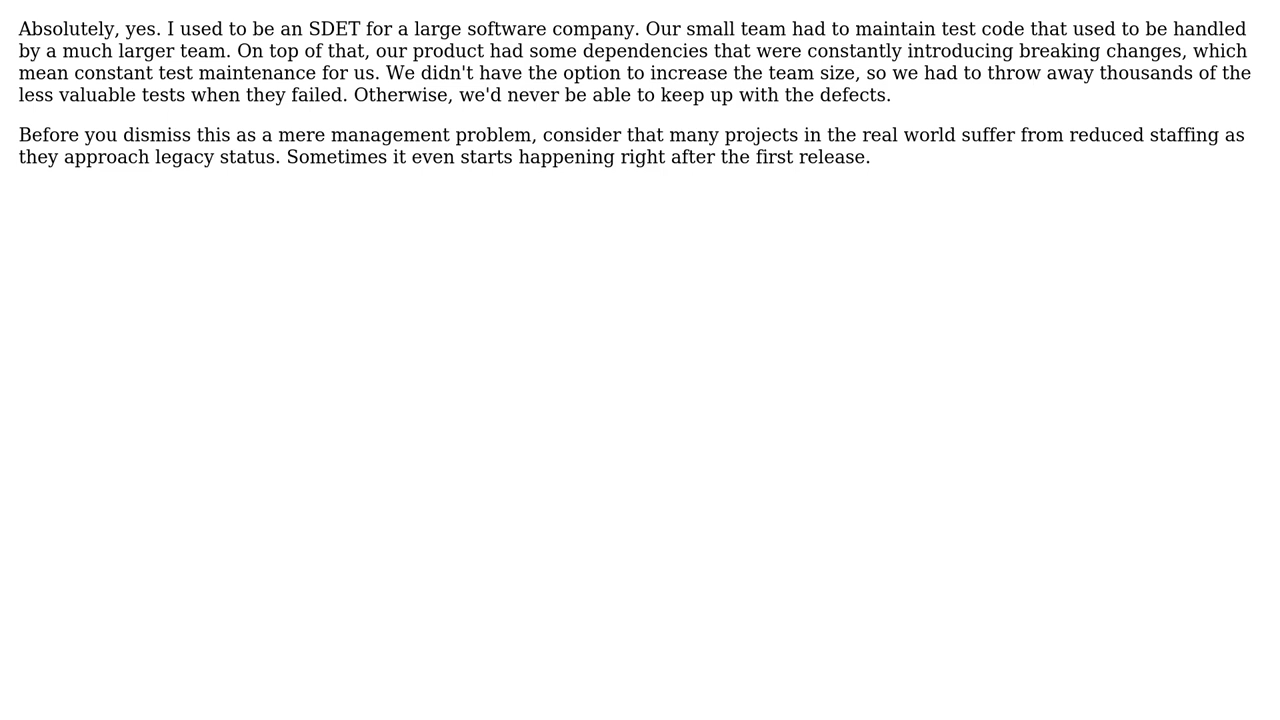 Absolutely, yes. I used to be an SDET for a large software company. Our small team had to maintain test code that used to be handled
by a much larger team. On top of that, our product had some dependencies that were constantly introducing breaking changes, which
mean constant test maintenance for us. We didn't have the option to increase the team size, so we had to throw away thousands of the
less valuable tests when they failed. Otherwise, we'd never be able to keep up with the defects.
Before you dismiss this as a mere management problem, consider that many projects in the real world suffer from reduced staffing as
they approach legacy status. Sometimes it even starts happening right after the first release.